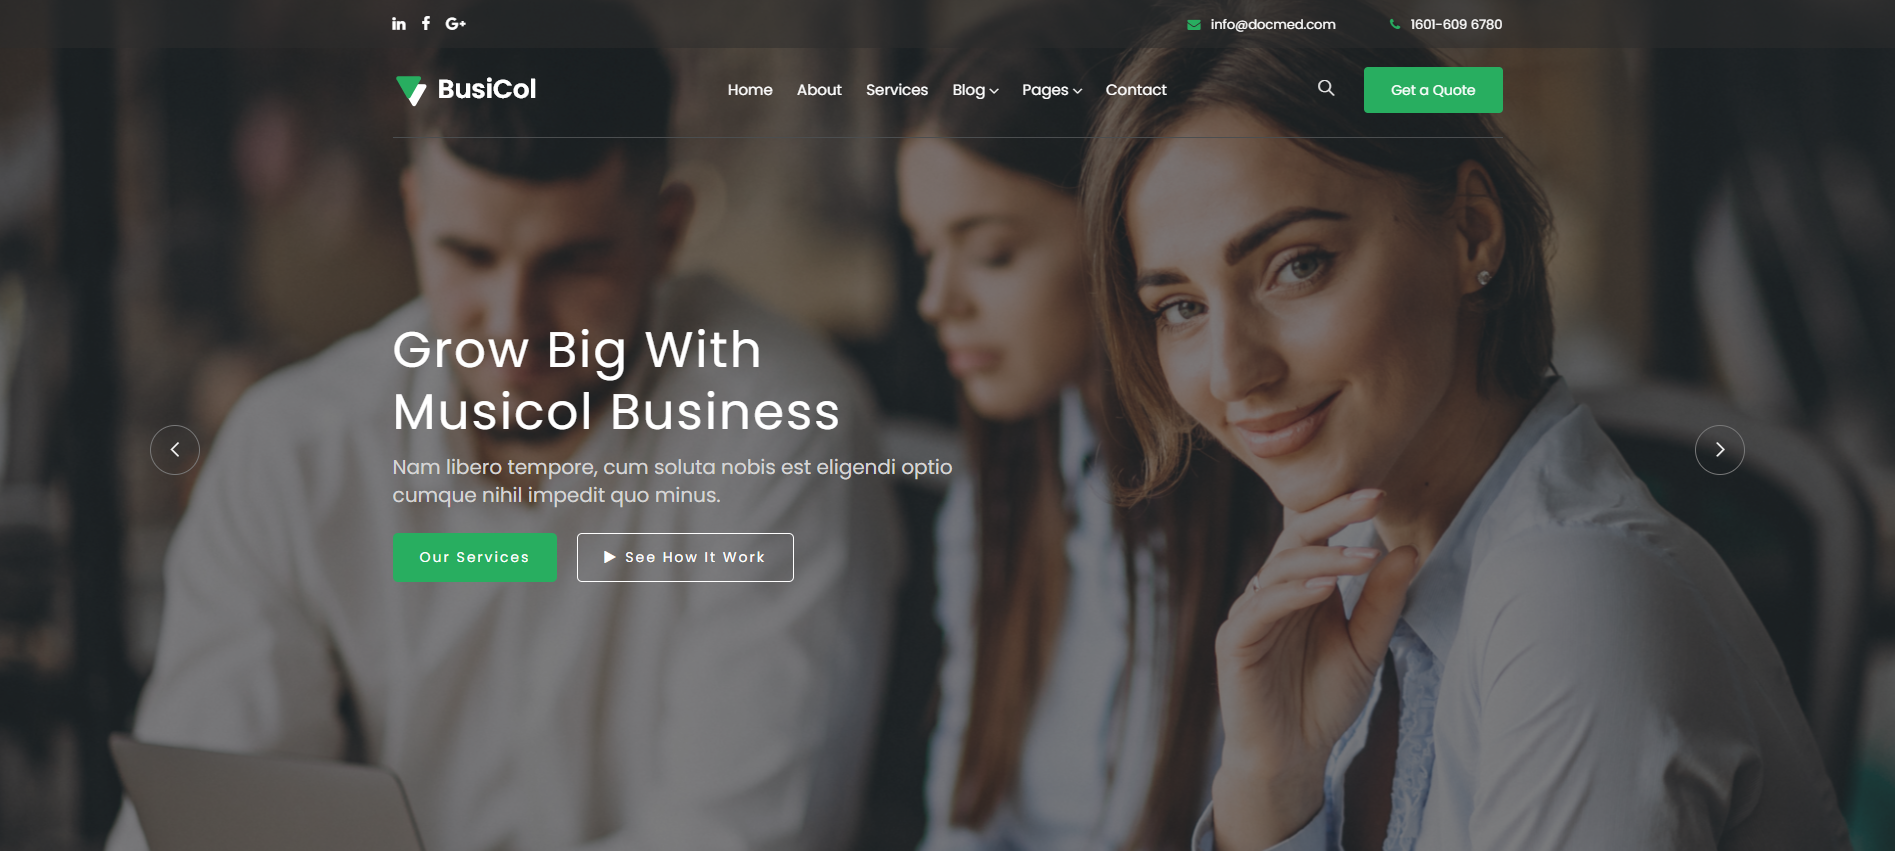 info@docmed.com
1601-609 6780
BusiCol
Home About Services Blog Pages Contact
Get a Quote
Grow Big With
Musicol Business
Nam libero tempore, cum soluta nobis est eligendi optio
cumque nihil impedit quo minus.
Our Services
See How It Work